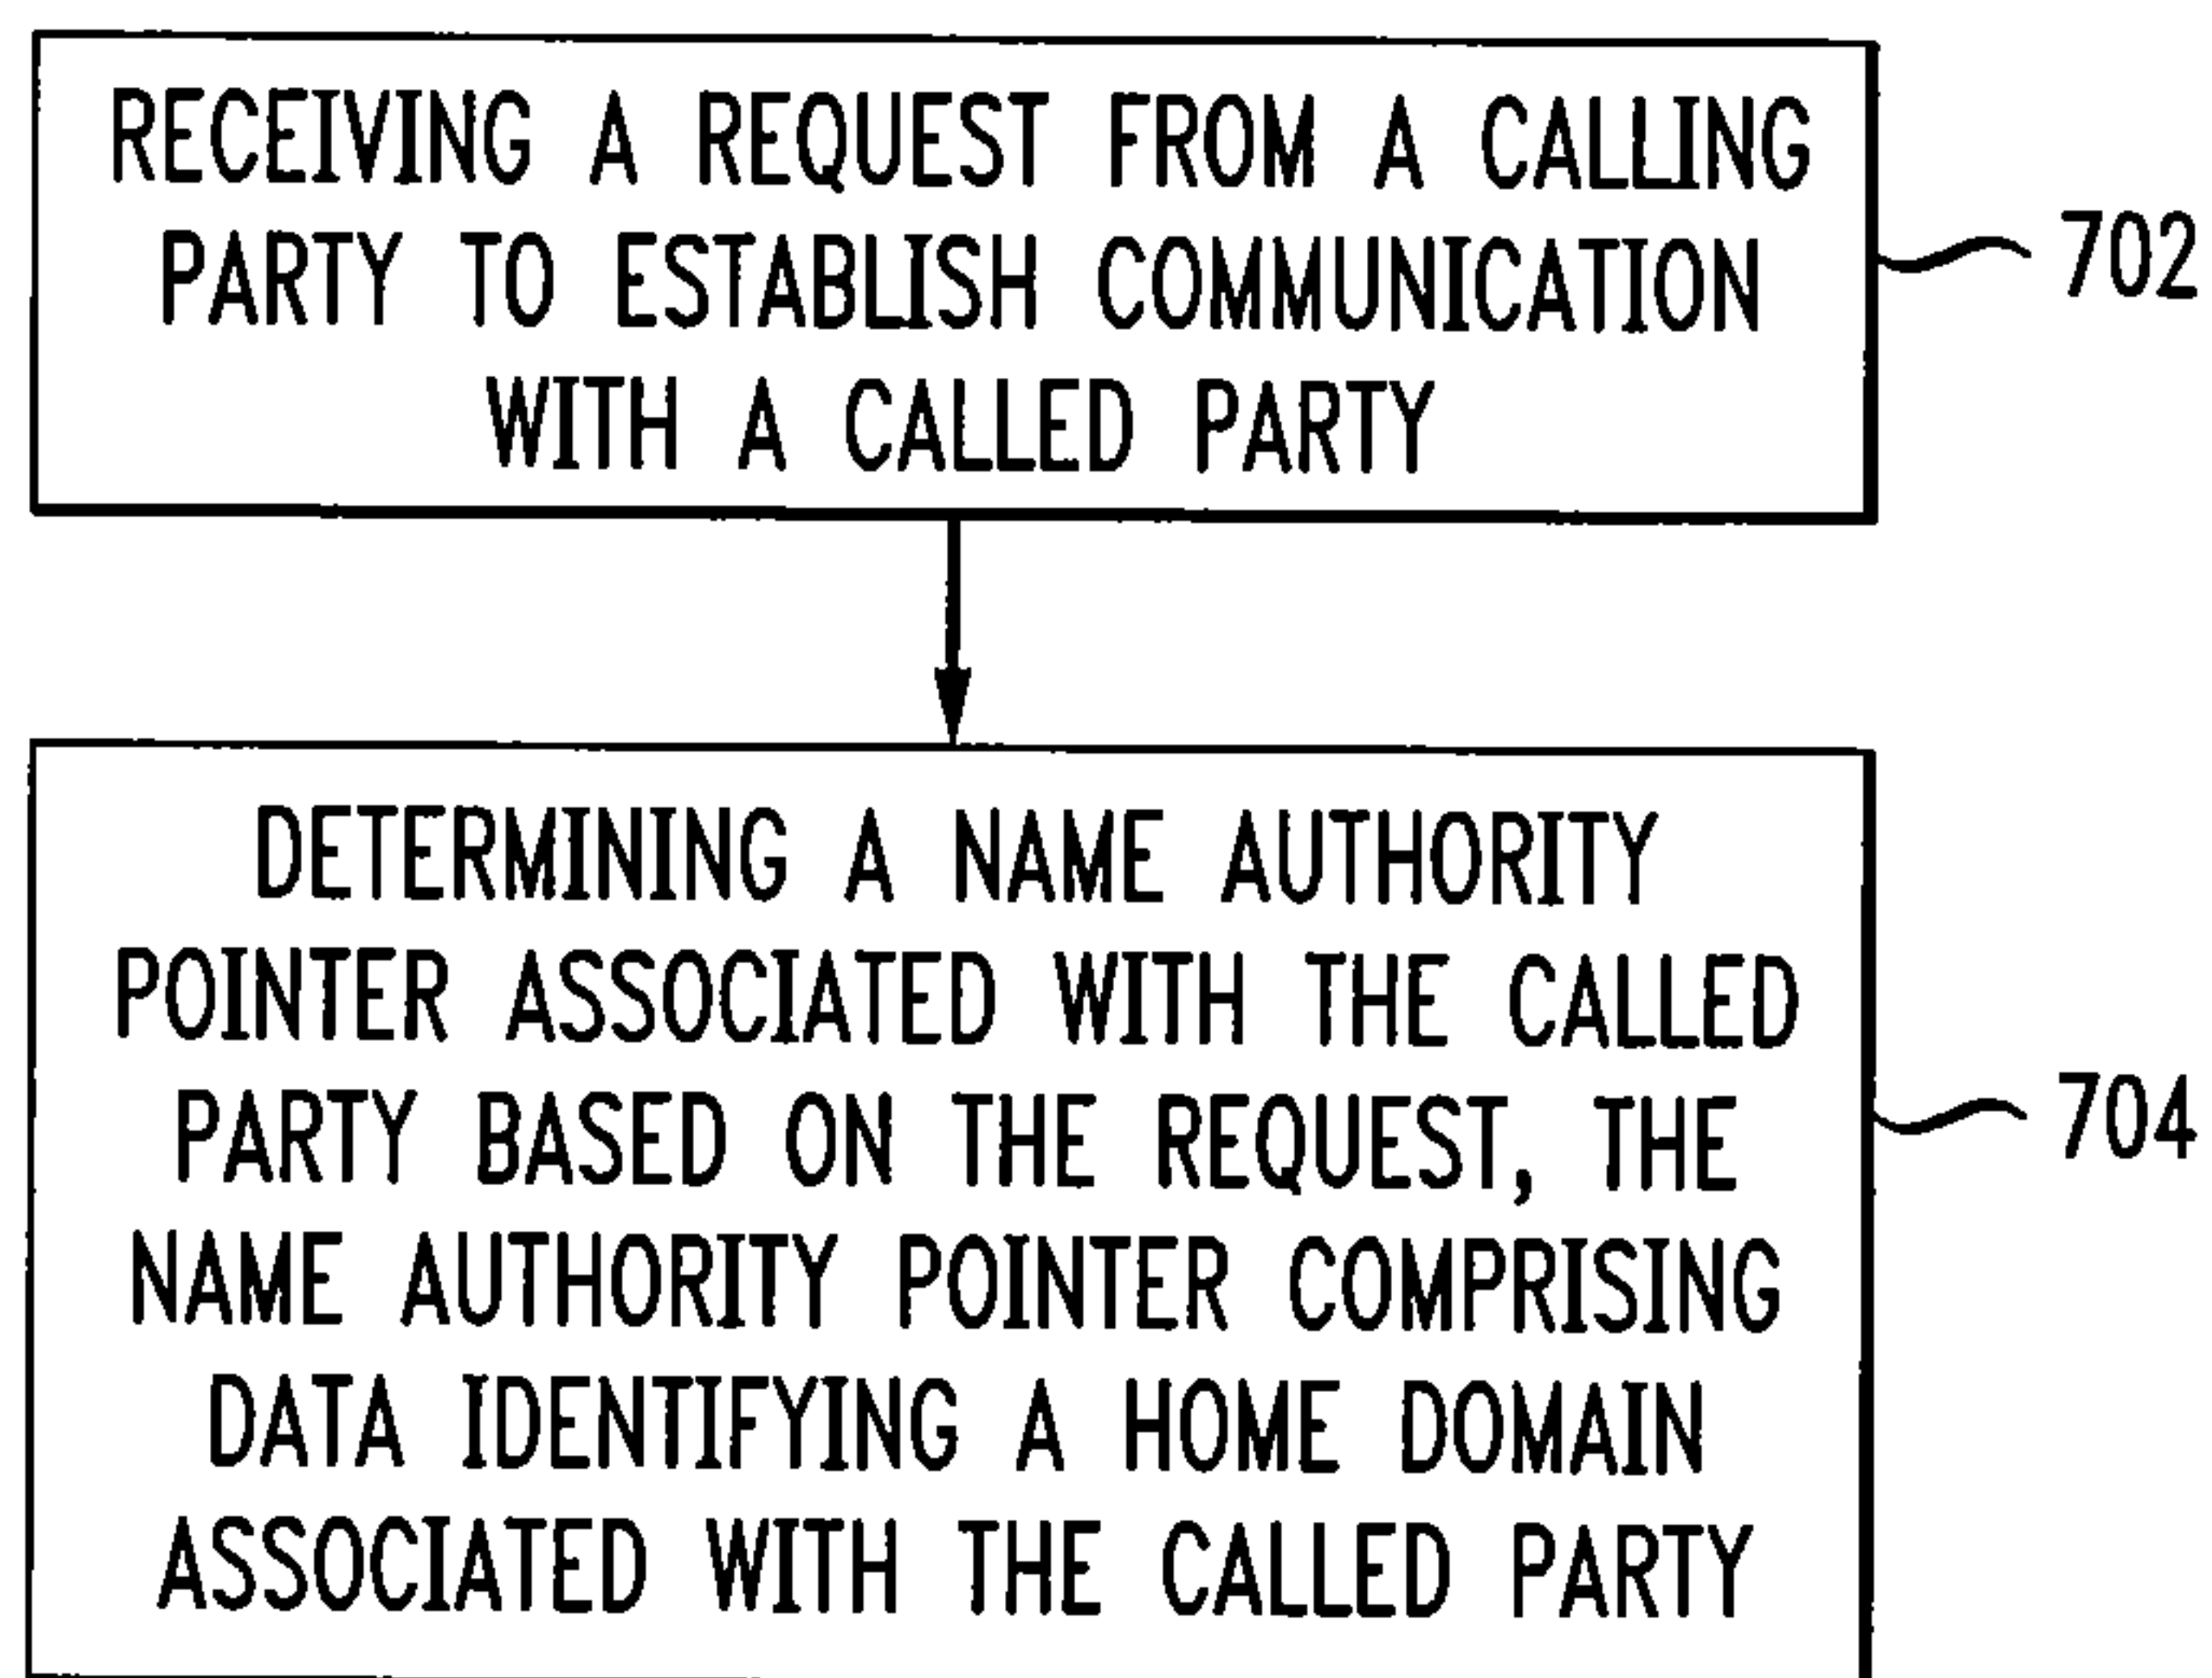 RECEIVING A REQUEST FROM A CALLING
PARTY TO ESTABLISH COMMUNICATION
WITH A CALLED PARTY
702
DETERMINING A NAME AUTHORITY
POINTER ASSOCIATED WITH THE CALLED
PARTY BASED ON THE REQUEST, THE
NAME AUTHORITY POINTER COMPRISING
DATA IDENTIFYING A HOME DOMAIN
ASSOCIATED WITH THE CALLED PARTY
704